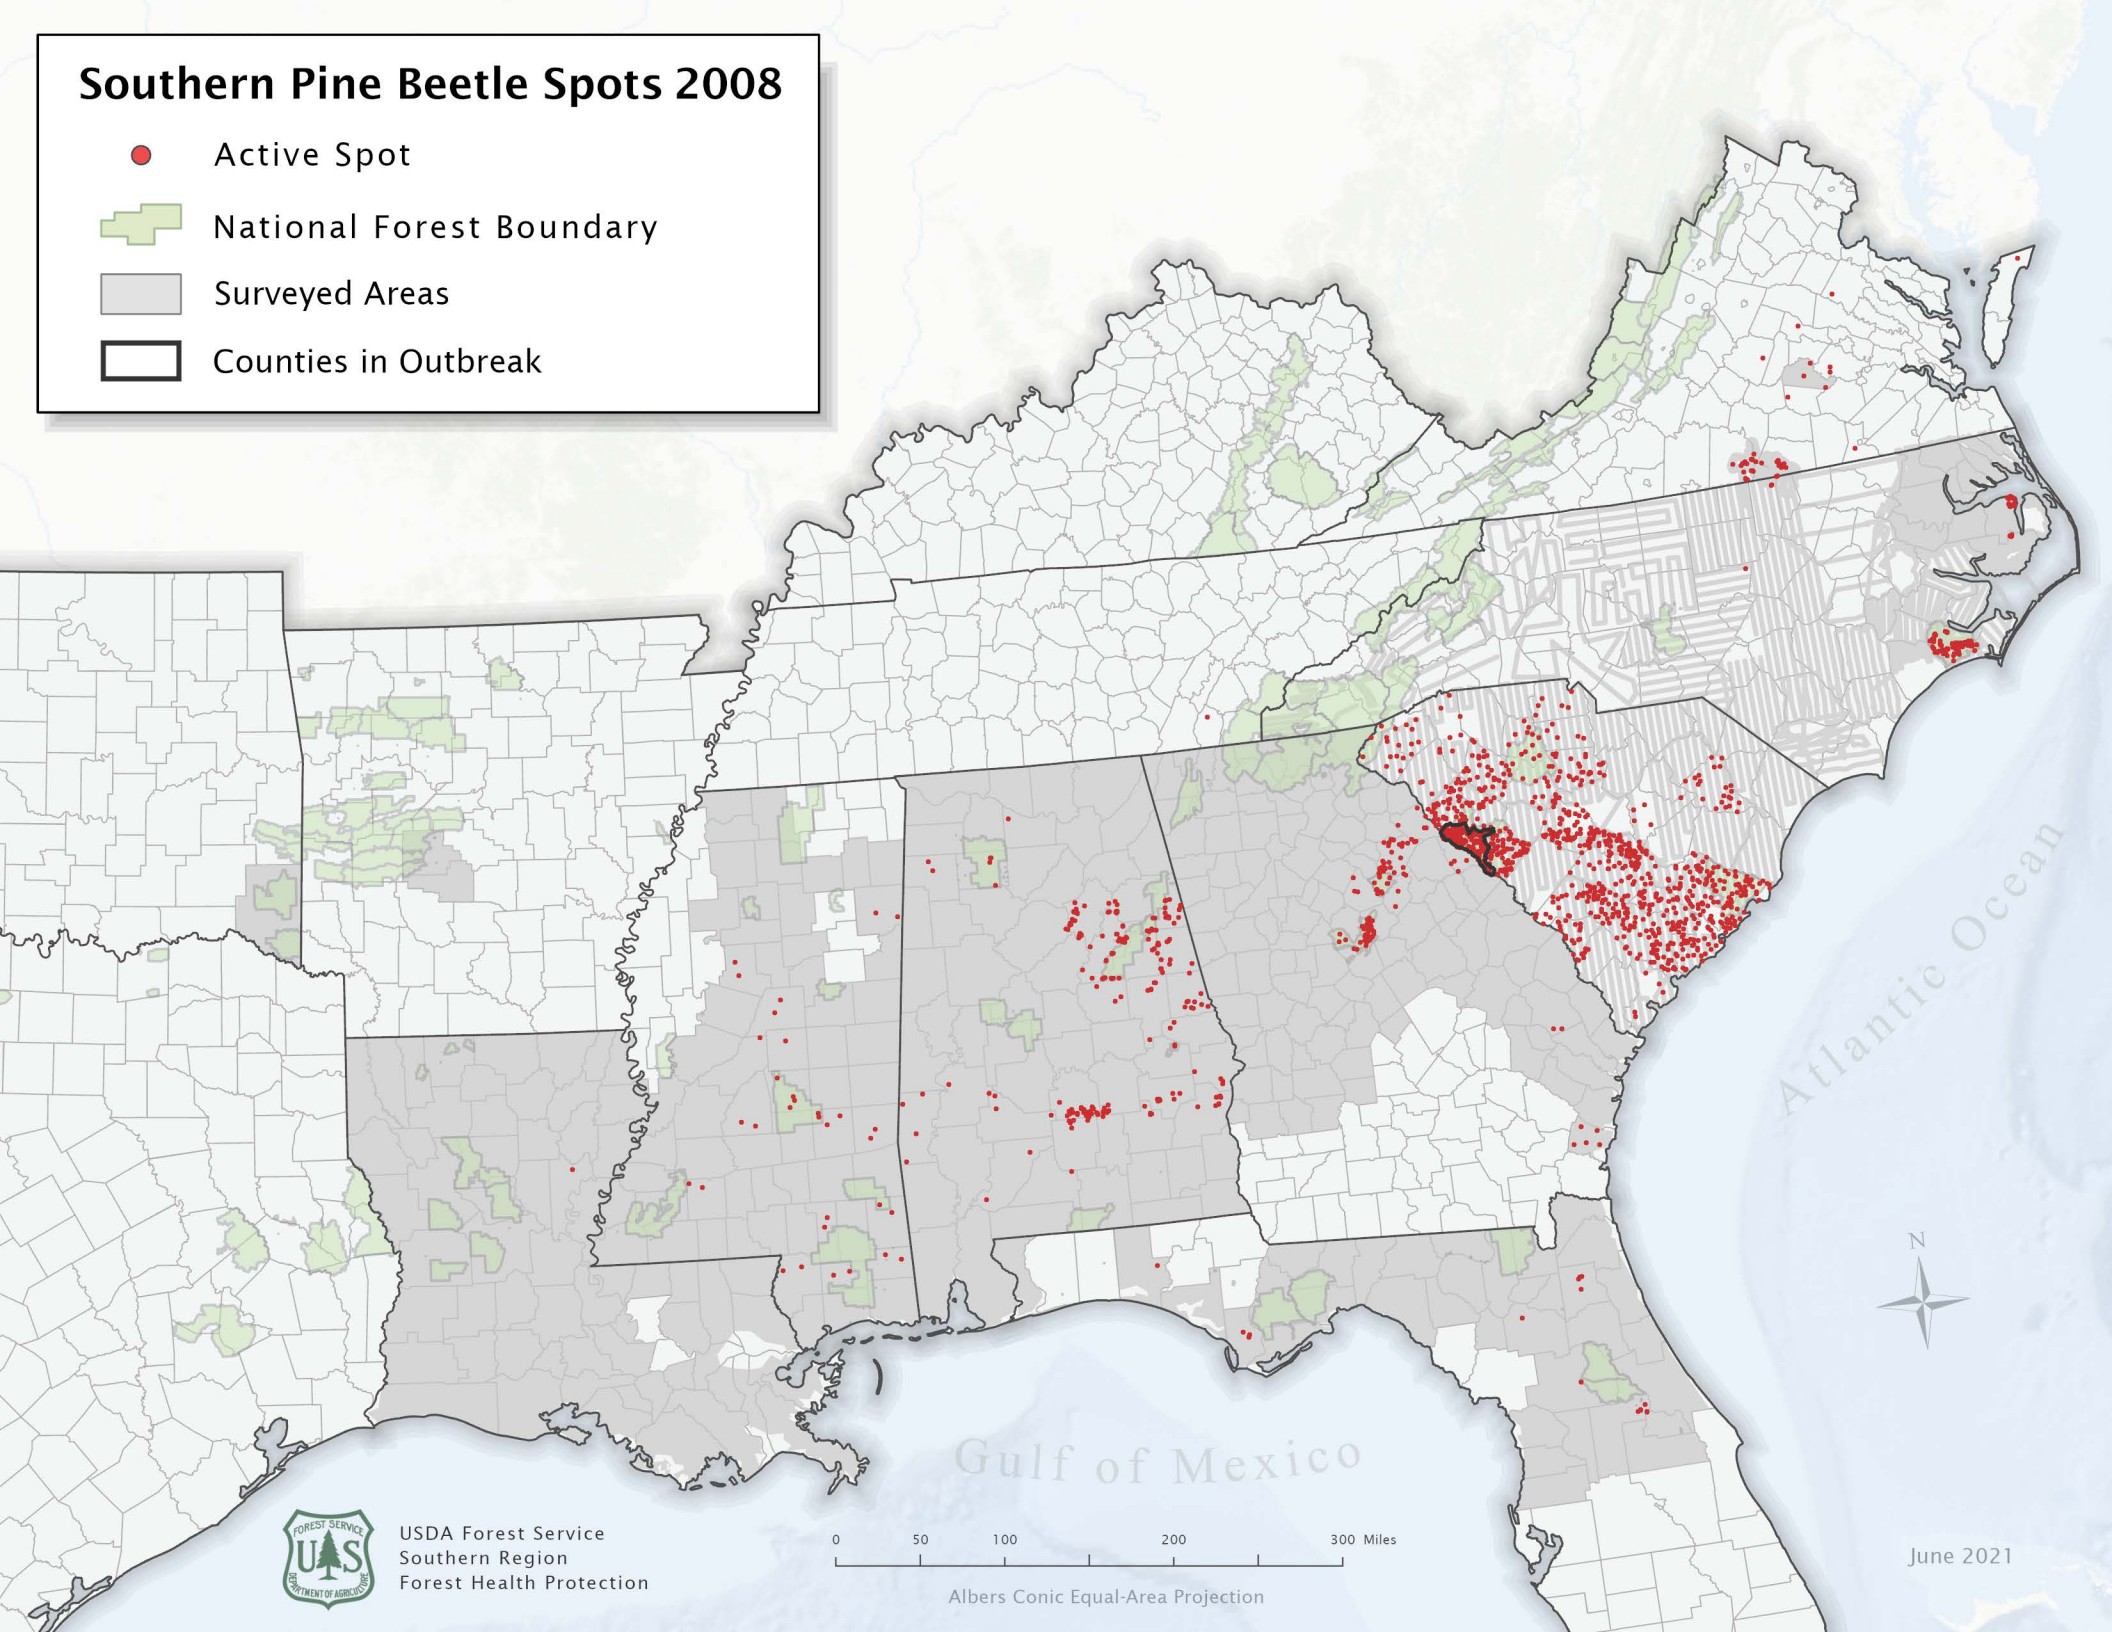 Southern Pine Beetle Spots 2008
Active Spot
National Forest Boundary
Surveyed Areas
Counties in Outbreak
Atlantic Ocean
N
Gulf of Mexico
FOREST SERVICE
UAS
DEPARTMENT OF AGRICULTURE
USDA Forest Service
Southern Region
Forest Health Protection
0 50 100 200 300 Miles
Albers Conic Equal-Area Projection
June 2021